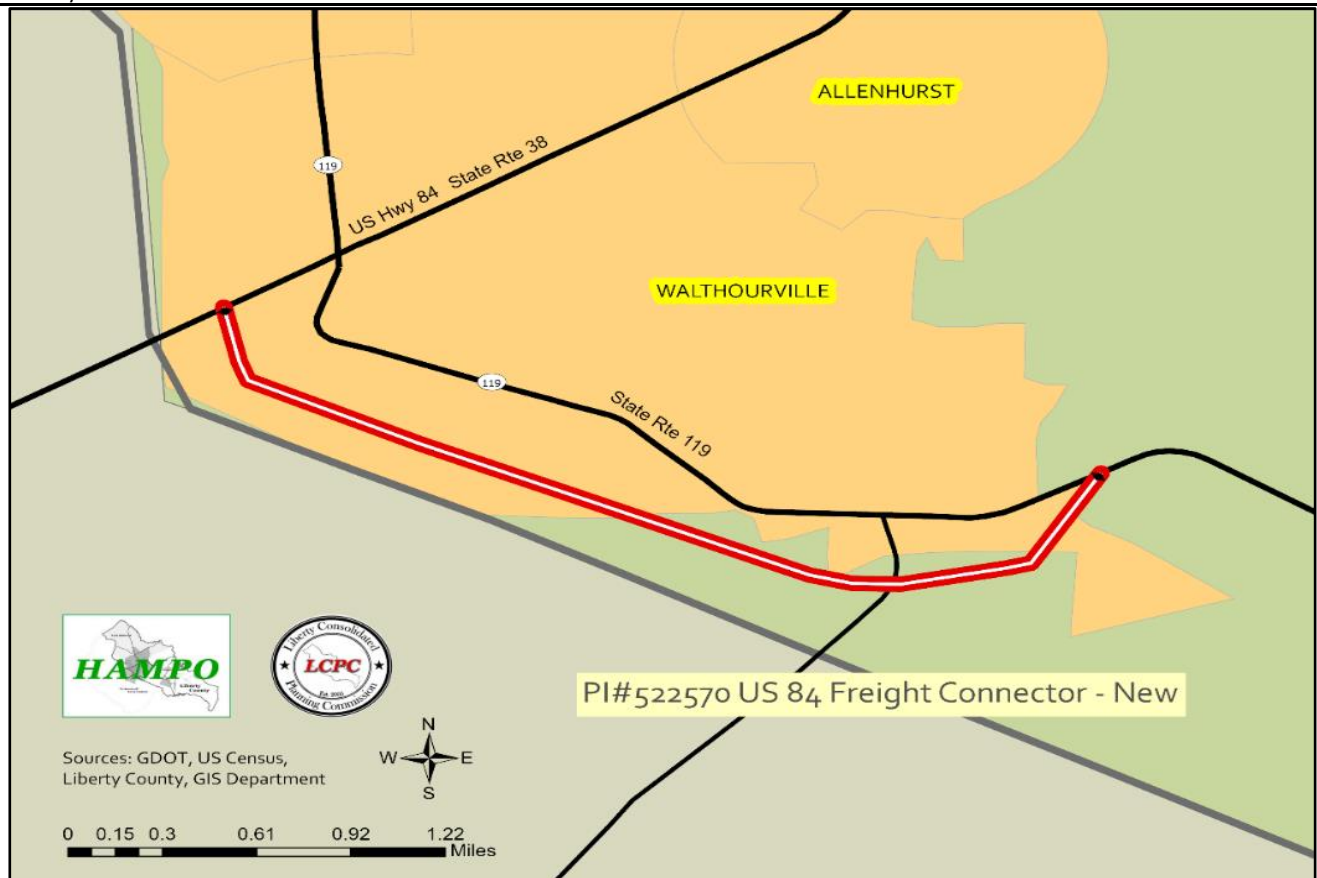 ALLENHURST
119
US Hwy 84 State Rte 38
WALTHOURVILLE
119
State Rte 119
HAMPO
Liberty
County
Liberty Consolidated
LCPC
Planning Commission
PI#522570 US 84 Freight Connector - New
N
W E
S
Sources: GDOT, US Census,
Liberty County, GIS Department
0 0.15 0.3 0.61 0.92 1.22
Miles